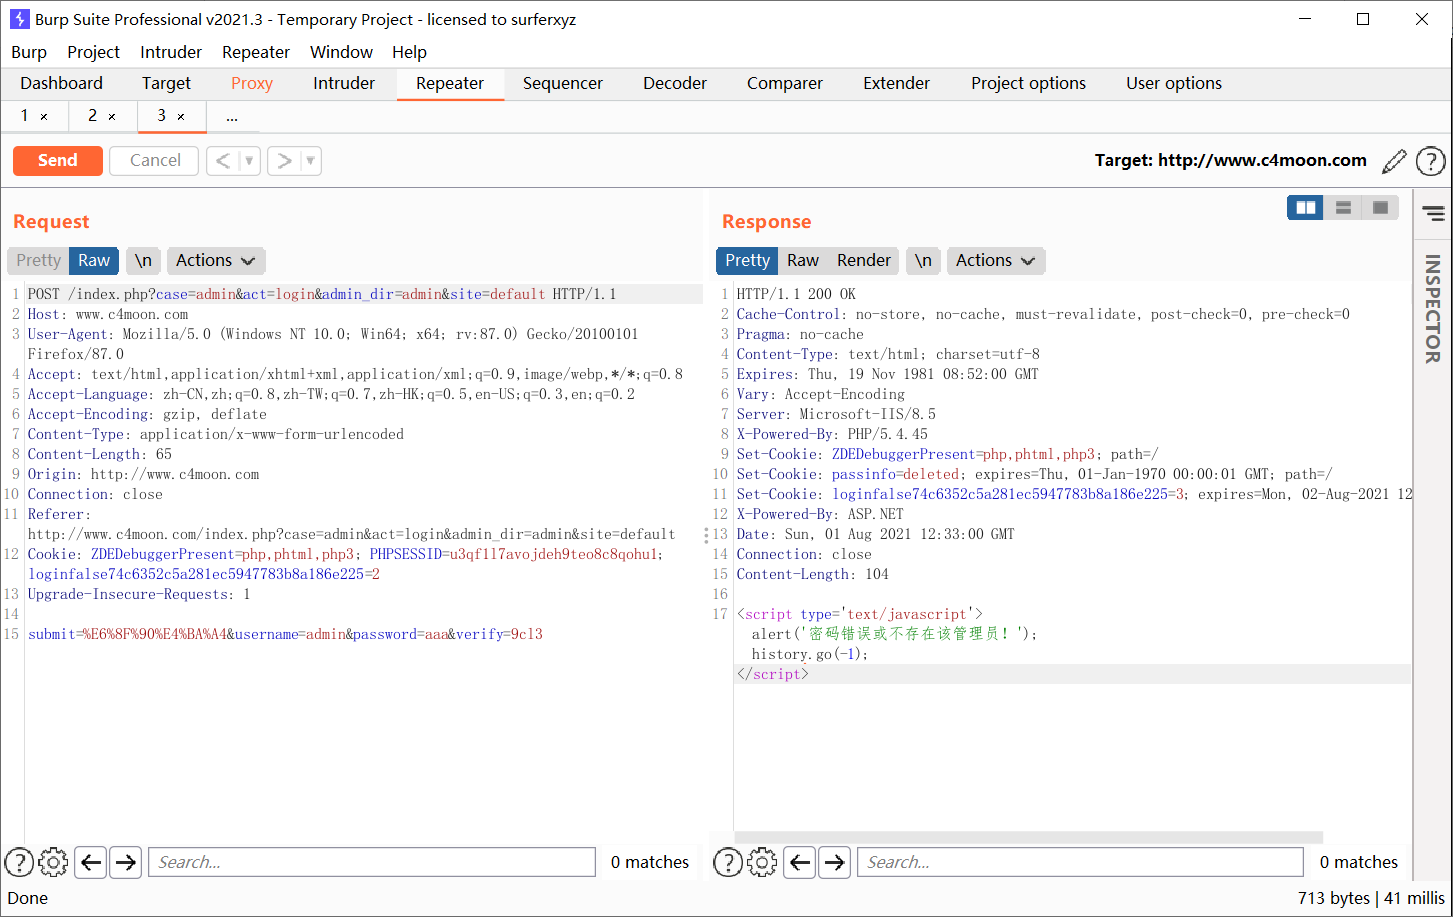 Burp Suite Professional v2021.3 - Temporary Project - licensed to surferxyz
Burp Project Intruder Repeater Window Help
Dashboard Target Proxy Intruder Repeater Sequencer Decoder Comparer Extender Project options User options
1 × 2 × 3 × ...
Send Cancel < > Target: http://www.c4moon.com ?
Request
Pretty Raw \n Actions
1 POST /index.php?case=admin&act=login&admin_dir=admin&site=default HTTP/1.1
2 Host: www.c4moon.com
3 User-Agent: Mozilla/5.0 (Windows NT 10.0; Win64; x64; rv:87.0) Gecko/20100101
Firefox/87.0
4 Accept: text/html,application/xhtml+xml,application/xml;q=0.9,image/webp,*/*;q=0.8
5 Accept-Language: zh-CN,zh;q=0.8,zh-TW;q=0.7,zh-HK;q=0.5,en-US;q=0.3,en;q=0.2
6 Accept-Encoding: gzip, deflate
7 Content-Type: application/x-www-form-urlencoded
8 Content-Length: 65
9 Origin: http://www.c4moon.com
10 Connection: close
11 Referer:
http://www.c4moon.com/index.php?case=admin&act=login&admin_dir=admin&site=default
12 Cookie: ZDEDebuggerPresent=php,phtml,php3; PHPSESSID=u3qf1l7avojdeh9teo8c8qohu1;
loginfalse74c6352c5a281ec5947783b8a186e225=2
13 Upgrade-Insecure-Requests: 1
14
15 submit=%E6%8F%90%E4%BA%A4&username=admin&password=aaa&verify=9cl3
? Search... 0 matches
Response
Pretty Raw Render \n Actions
1 HTTP/1.1 200 OK
2 Cache-Control: no-store, no-cache, must-revalidate, post-check=0, pre-check=0
3 Pragma: no-cache
4 Content-Type: text/html; charset=utf-8
5 Expires: Thu, 19 Nov 1981 08:52:00 GMT
6 Vary: Accept-Encoding
7 Server: Microsoft-IIS/8.5
8 X-Powered-By: PHP/5.4.45
9 Set-Cookie: ZDEDebuggerPresent=php,phtml,php3; path=/
10 Set-Cookie: passinfo=deleted; expires=Thu, 01-Jan-1970 00:00:01 GMT; path=/
11 Set-Cookie: loginfalse74c6352c5a281ec5947783b8a186e225=3; expires=Mon, 02-Aug-2021 12
12 X-Powered-By: ASP.NET
13 Date: Sun, 01 Aug 2021 12:33:00 GMT
14 Connection: close
15 Content-Length: 104
16
17 <script type='text/javascript'>
alert('密码错误或不存在该管理员！');
history.go(-1);
</script>
? Search... 0 matches
INSPECTOR
Done 713 bytes | 41 millis